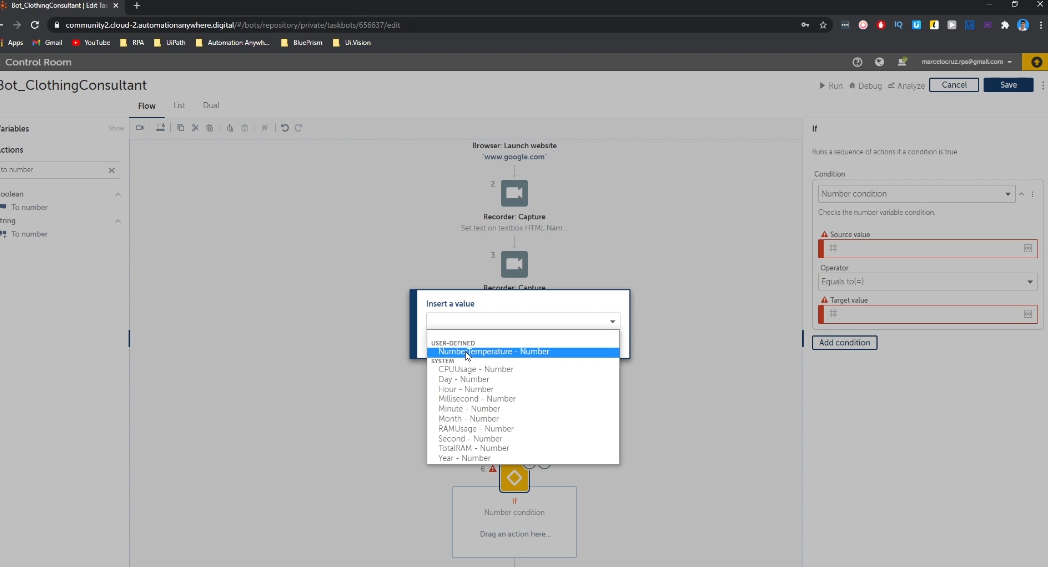 Bot_ClothingConsultant | Edit Ta
community2.cloud-2.automationanywhere.digital/#/bots/repository/private/taskbots/656637/edit
Apps Gmail YouTube RPA UiPath Automation Anywh... BluePrism Ui.Vision
Control Room
marcelocruz.rpa@gmail.com
Bot_ClothingConsultant
Run Debug Analyze Cancel Save
Flow List Dual
ariables Show
ctions
to number
oolean
To number
tring
To number
Browser: Launch website
"www.google.com"
2.
Recorder: Capture
Set text on textbox HTML Nam...
3.
Recorder: Capture
Insert a value
USER-DEFINED
NumberTemperature - Number
SYSTEM
CPUUsage - Number
Day - Number
Hour - Number
Millisecond - Number
Minute - Number
Month - Number
RAMUsage - Number
Second - Number
TotalRAM - Number
Year - Number
6.
If
Number condition
Drag an action here...
If
Runs a sequence of actions if a condition is true
Condition
Number condition
Checks the number variable condition.
Source value
#
Operator
Equals to(=)
Target value
#
Add condition